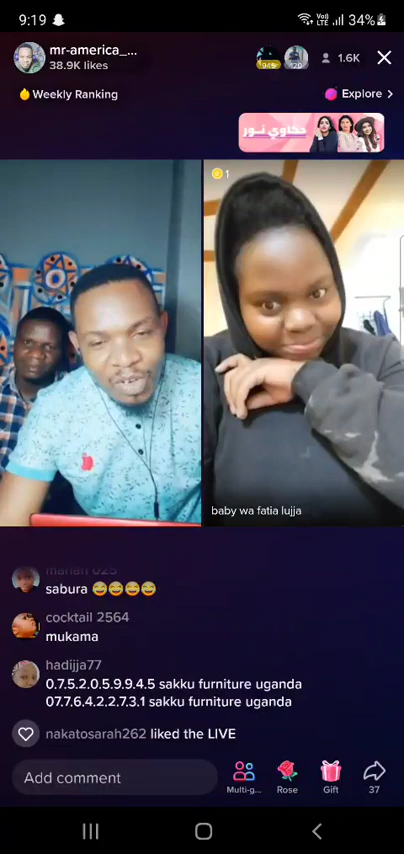 9:19
Vo)
LTE
34%
mr-america_...
38.9K likes
1.6K
Weekly Ranking
Explore
حكاوي نور
1
baby wa fatia lujja
sabura 😂😂😂😂
cocktail 2564
mukama
hadijja77
0.7.5.2.0.5.9.9.4.5 sakku furniture uganda
07.7.6.4.2.2.7.3.1 sakku furniture uganda
nakatosarah262 liked the LIVE
Add comment
Multi-g...
Rose
Gift
37